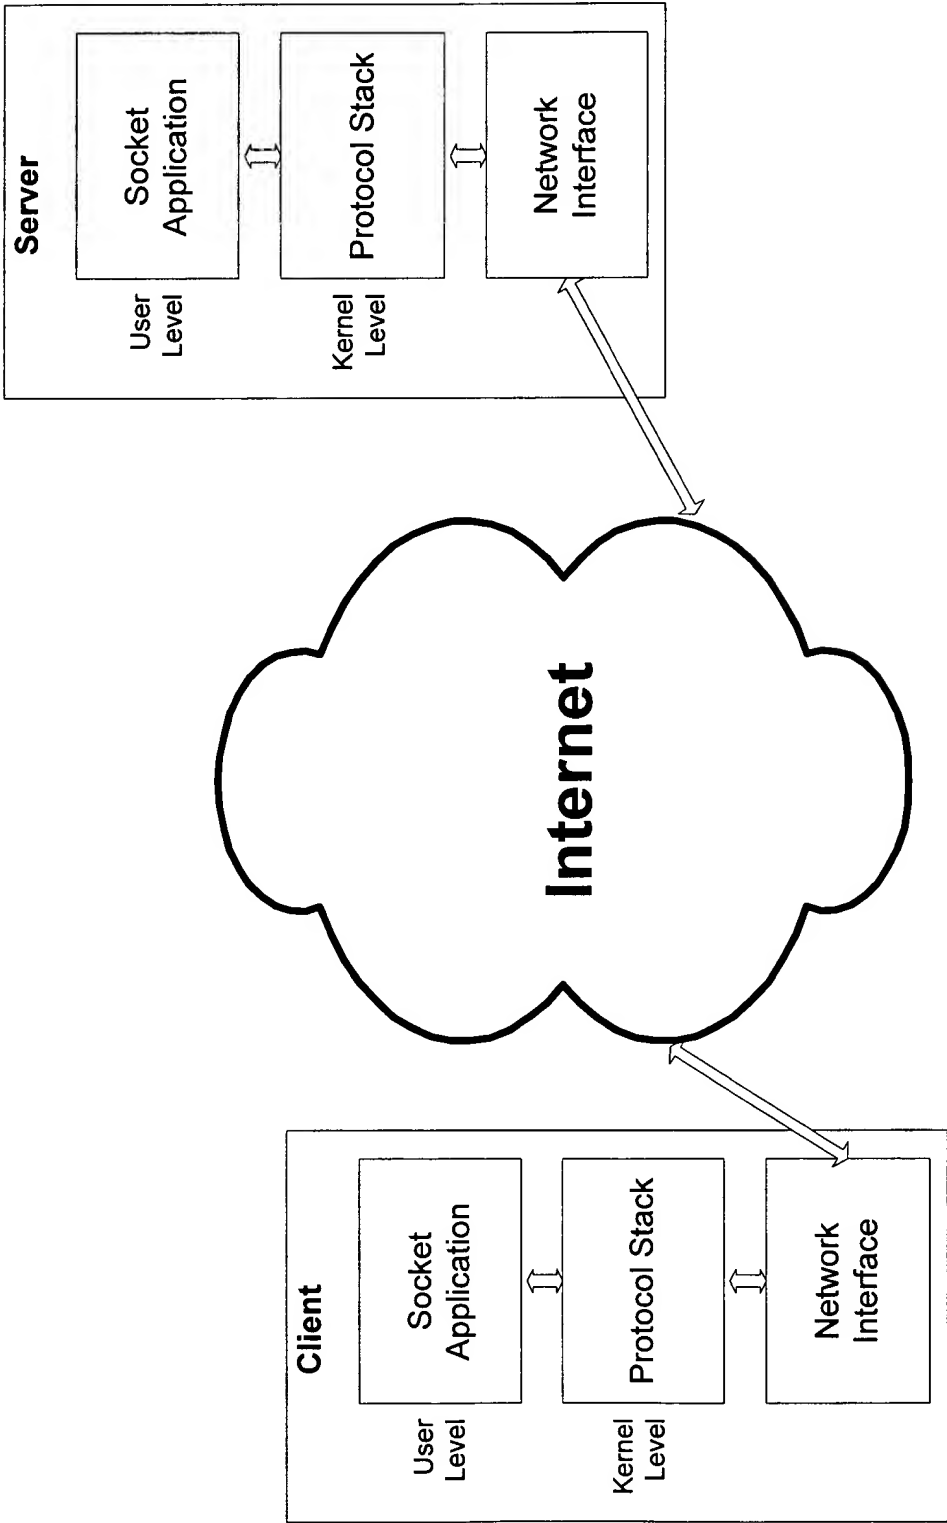 Client
User
Level
Socket
Application
Kernel
Level
Protocol Stack
Network
Interface
Internet
Server
User
Level
Socket
Application
Kernel
Level
Protocol Stack
Network
Interface